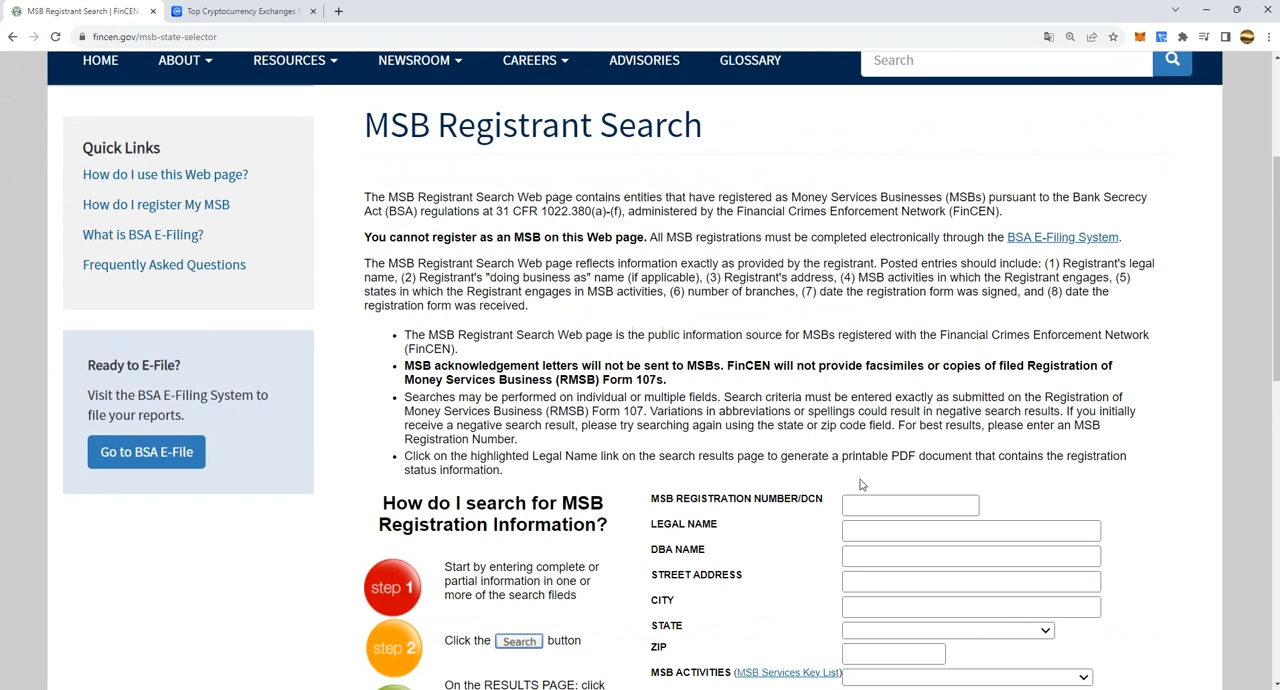 MSB Registrant Search | FinCEN.
Top Cryptocurrency Exchanges
fincen.gov/msb-state-selector
HOME ABOUT RESOURCES NEWSROOM CAREERS ADVISORIES GLOSSARY Search
Quick Links
How do I use this Web page?
How do I register My MSB
What is BSA E-Filing?
Frequently Asked Questions
Ready to E-File?
Visit the BSA E-Filing System to
file your reports.
Go to BSA E-File
MSB Registrant Search
The MSB Registrant Search Web page contains entities that have registered as Money Services Businesses (MSBs) pursuant to the Bank Secrecy
Act (BSA) regulations at 31 CFR 1022.380(a)-(f), administered by the Financial Crimes Enforcement Network (FinCEN).
You cannot register as an MSB on this Web page. All MSB registrations must be completed electronically through the BSA E-Filing System.
The MSB Registrant Search Web page reflects information exactly as provided by the registrant. Posted entries should include: (1) Registrant's legal
name, (2) Registrant's "doing business as" name (if applicable), (3) Registrant's address, (4) MSB activities in which the Registrant engages, (5)
states in which the Registrant engages in MSB activities, (6) number of branches, (7) date the registration form was signed, and (8) date the
registration form was received.
• The MSB Registrant Search Web page is the public information source for MSBs registered with the Financial Crimes Enforcement Network
(FinCEN).
• MSB acknowledgement letters will not be sent to MSBs. FinCEN will not provide facsimiles or copies of filed Registration of
Money Services Business (RMSB) Form 107s.
• Searches may be performed on individual or multiple fields. Search criteria must be entered exactly as submitted on the Registration of
Money Services Business (RMSB) Form 107. Variations in abbreviations or spellings could result in negative search results. If you initially
receive a negative search result, please try searching again using the state or zip code field. For best results, please enter an MSB
Registration Number.
• Click on the highlighted Legal Name link on the search results page to generate a printable PDF document that contains the registration
status information.
How do I search for MSB
Registration Information?
step 1
Start by entering complete or
partial information in one or
more of the search fileds
step 2
Click the Search button
On the RESULTS PAGE: click
MSB REGISTRATION NUMBER/DCN
LEGAL NAME
DBA NAME
STREET ADDRESS
CITY
STATE
ZIP
MSB ACTIVITIES (MSB Services Key List)